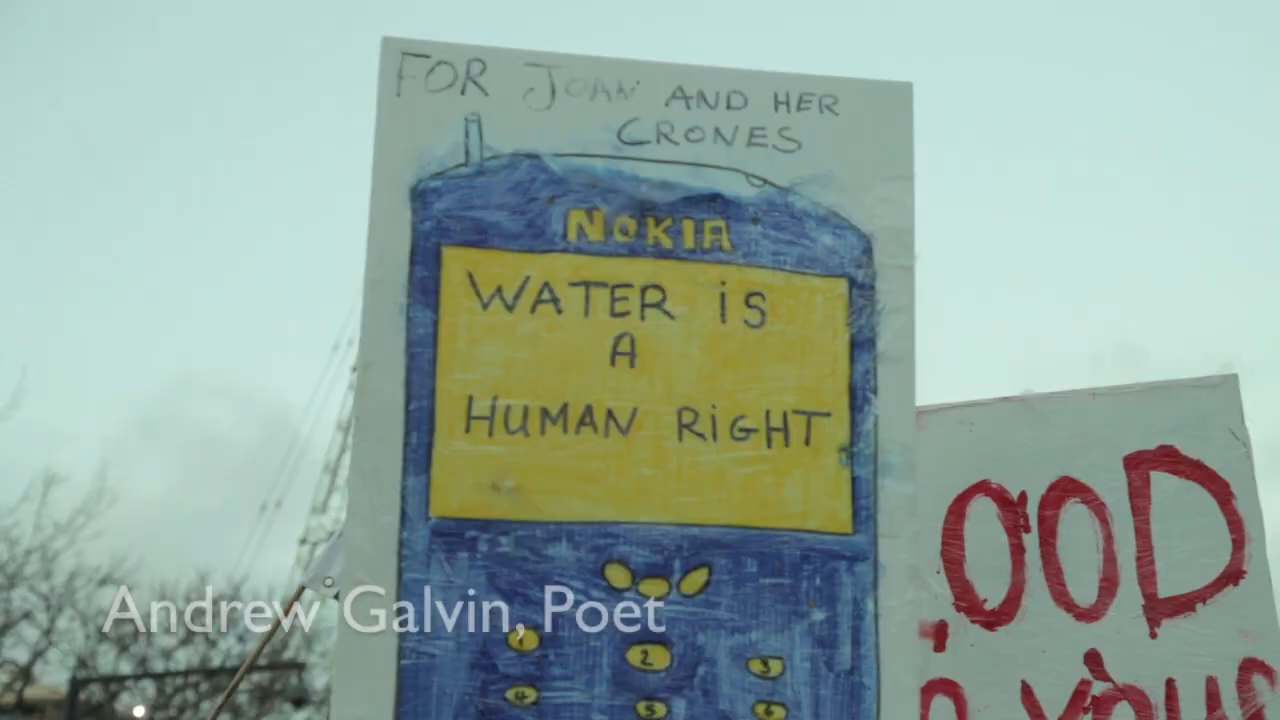 FOR JOAN AND HER
CRONES
NOKIA
WATER iS
A
HUMAN RiGHT
1
2
3
4
5
6
OOD
Andrew Galvin, Poet